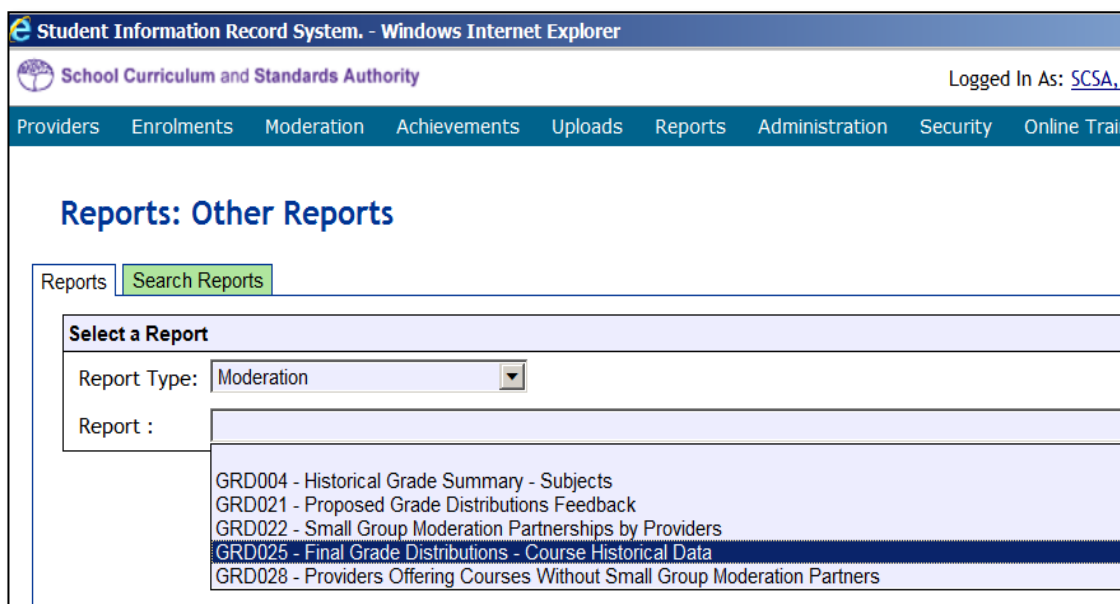 Student Information Record System. - Windows Internet Explorer
School Curriculum and Standards Authority
Logged In As: SCSA,
Providers Enrolments Moderation Achievements Uploads Reports Administration Security Online Trai
Reports: Other Reports
Reports Search Reports
Select a Report
Report Type: Moderation
Report :
GRD004 - Historical Grade Summary - Subjects
GRD021 - Proposed Grade Distributions Feedback
GRD022 - Small Group Moderation Partnerships by Providers
GRD025 - Final Grade Distributions - Course Historical Data
GRD028 - Providers Offering Courses Without Small Group Moderation Partners